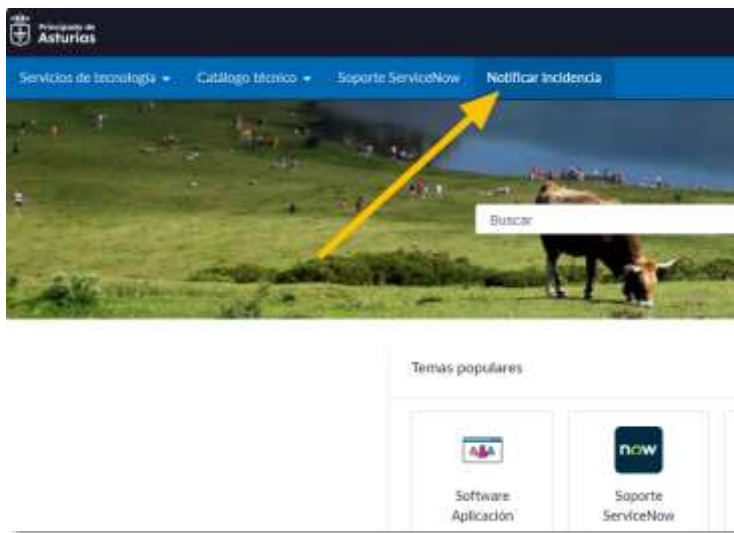 Principado de
Asturias
Servicios de tecnología
Catálogo técnico
Soporte ServiceNow
Notificar Incidencia
Buscar
Temas populares
now
Software
Aplicación
Soporte
ServiceNow